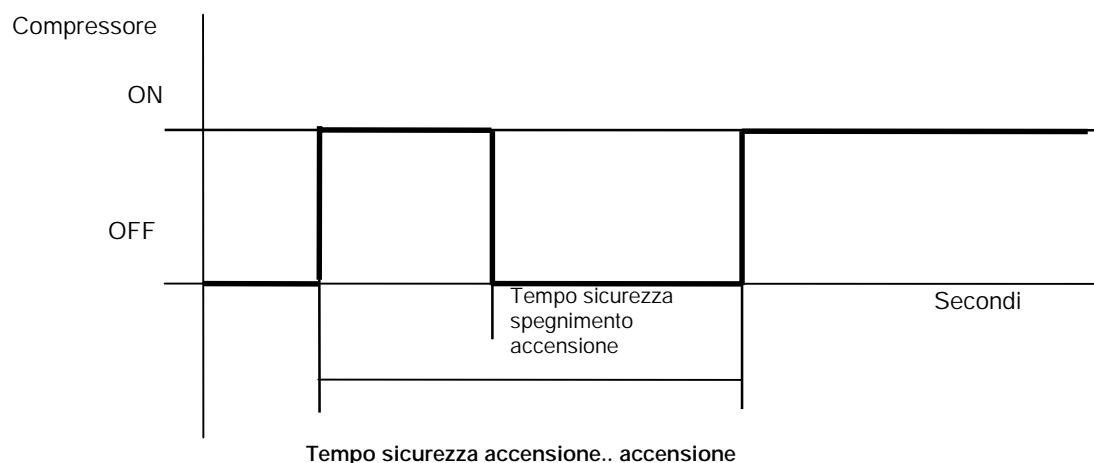 Compressore
ON
OFF
Tempo sicurezza
spegnimento
accensione
Secondi
Tempo sicurezza accensione.. accensione